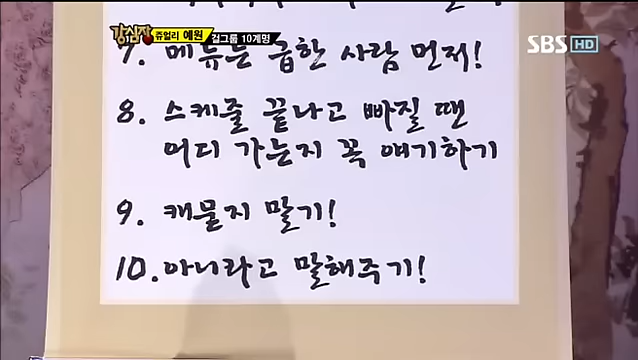 강심장 쥬얼리 예원 걸그룹 10계명
SBS HD
7. 메뉴는 급한 사람 먼저!
8. 스케줄 끝나고 빠질 땐
어디 가는지 꼭 얘기하기
9. 캐묻지 말기!
10. 아니라고 말해주기!